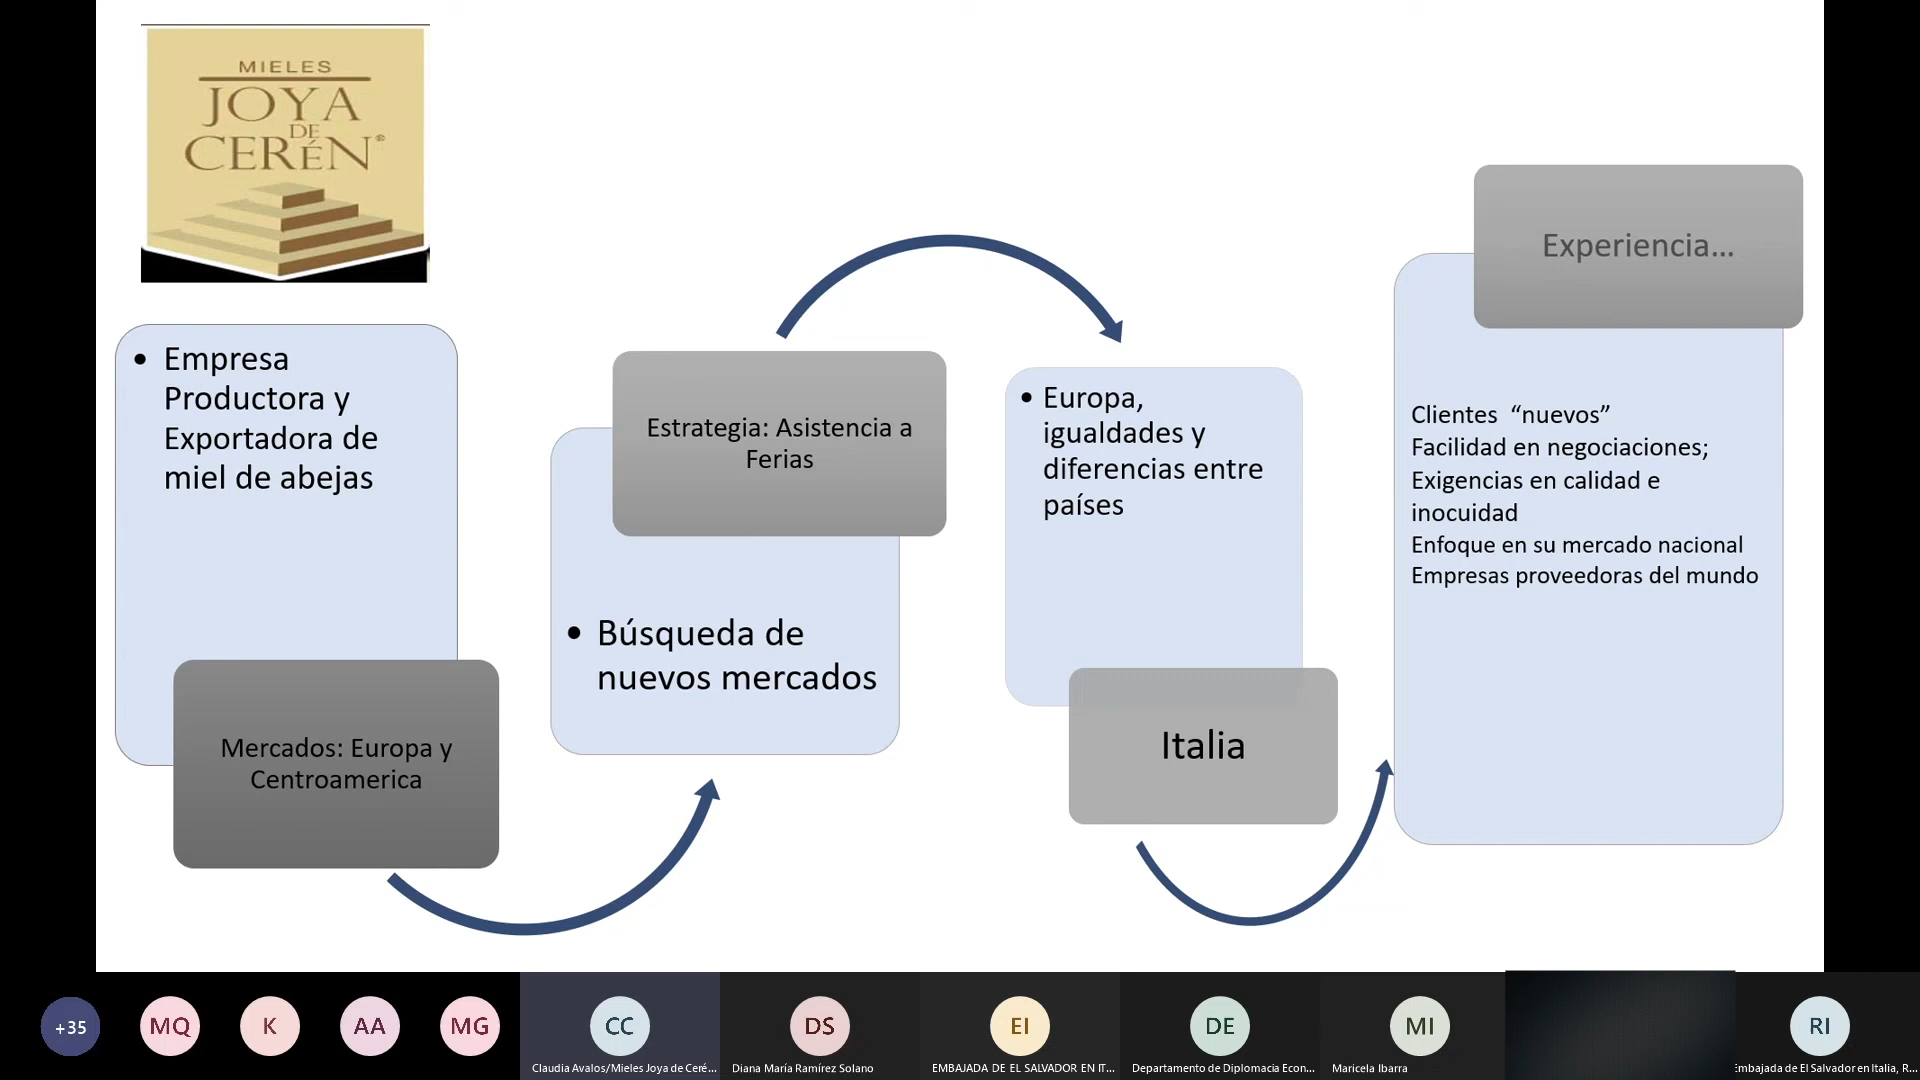 MIELES
JOYA
DE
CERÉN®
• Empresa
Productora y
Exportadora de
miel de abejas
Mercados: Europa y
Centroamerica
Estrategia: Asistencia a
Ferias
• Búsqueda de
nuevos mercados
• Europa,
igualdades y
diferencias entre
países
Italia
Experiencia...
Clientes “nuevos”
Facilidad en negociaciones;
Exigencias en calidad e
inocuidad
Enfoque en su mercado nacional
Empresas proveedoras del mundo
+35
MQ
K
AA
MG
CC
Claudia Avalos/Mieles Joya de Ceré...
DS
Diana María Ramírez Solano
EI
EMBAJADA DE EL SALVADOR EN IT...
DE
Departamento de Diplomacia Econ...
MI
Maricela Ibarra
RI
Embajada de El Salvador en Italia, R...